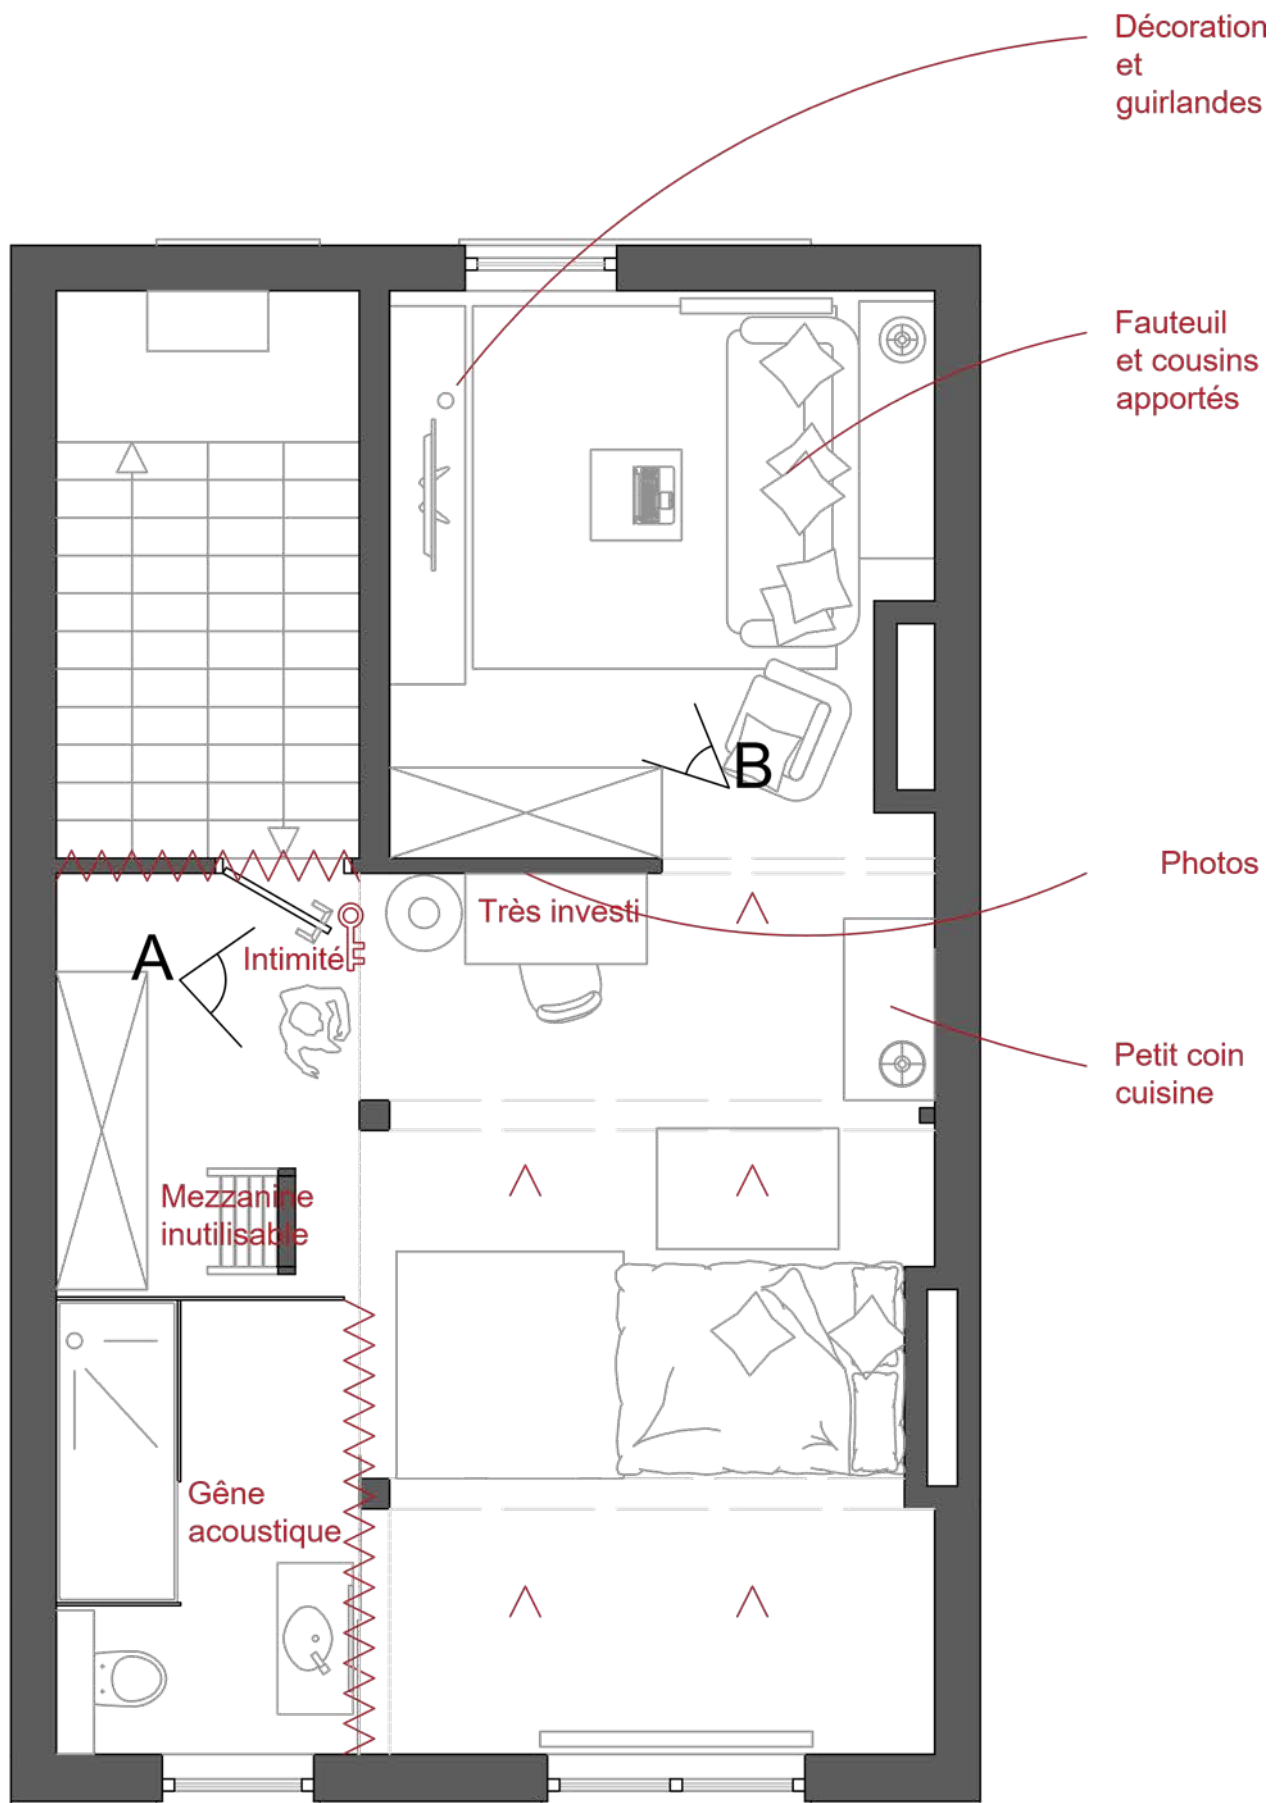 Décoration
et
guirlandes
Fauteuil
et cousins
apportés
B
Photos
Très investi
A
Intimité
Petit coin
cuisine
Mezzanine
inutilisable
Gêne
acoustique